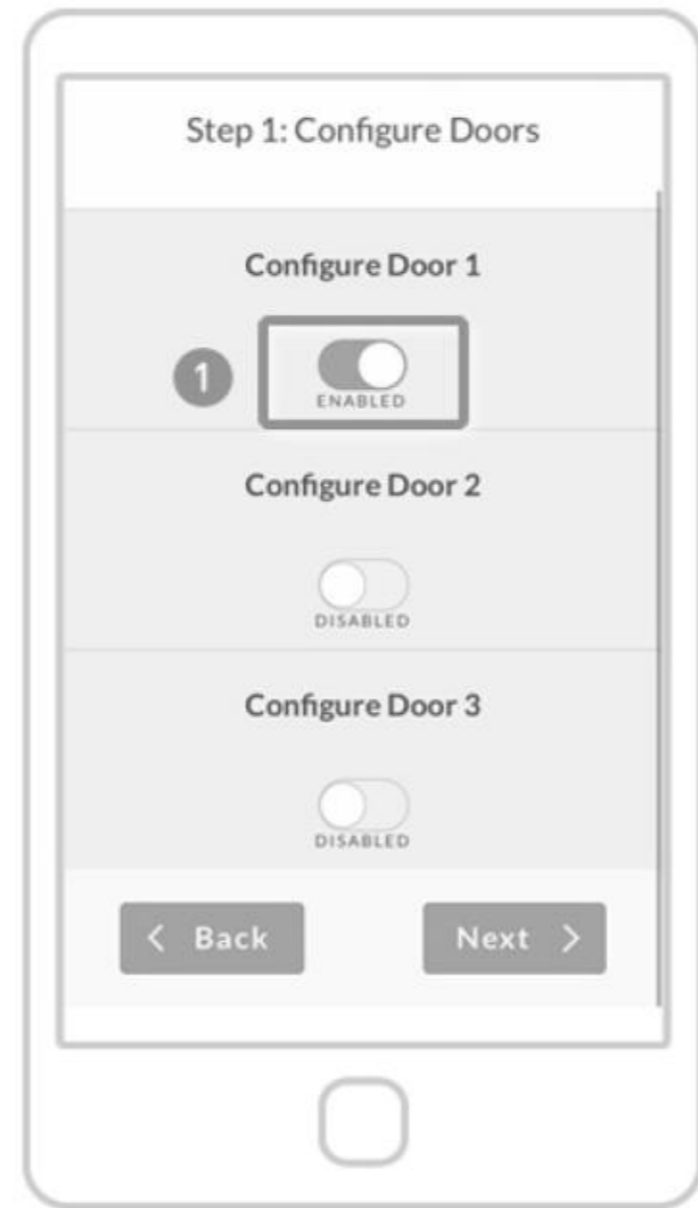 Step 1: Configure Doors
Configure Door 1
1
ENABLED
Configure Door 2
DISABLED
Configure Door 3
DISABLED
Back
Next